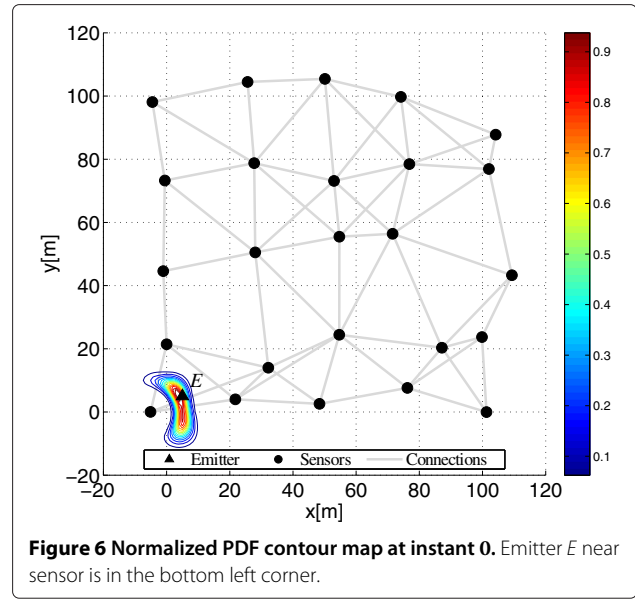 120
100
80
60
40
20
0
−20
y[m]
−20 0 20 40 60 80 100 120
x[m]
E
Emitter Sensors Connections
0.9
0.8
0.7
0.6
0.5
0.4
0.3
0.2
0.1
Figure 6 Normalized PDF contour map at instant 0. Emitter E near
sensor is in the bottom left corner.